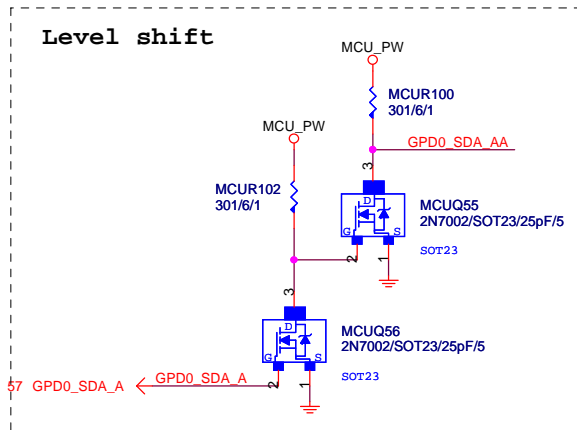 Level shift
MCU_PW
MCUR100
301/6/1
GPD0_SDA_AA
MCU_PW
3
MCUR102
301/6/1
D
G
S
MCUQ55
2N7002/SOT23/25pF/5
SOT23
2
1
3
D
G
S
MCUQ56
2N7002/SOT23/25pF/5
SOT23
57 GPD0_SDA_A
GPD0_SDA_A
2
1